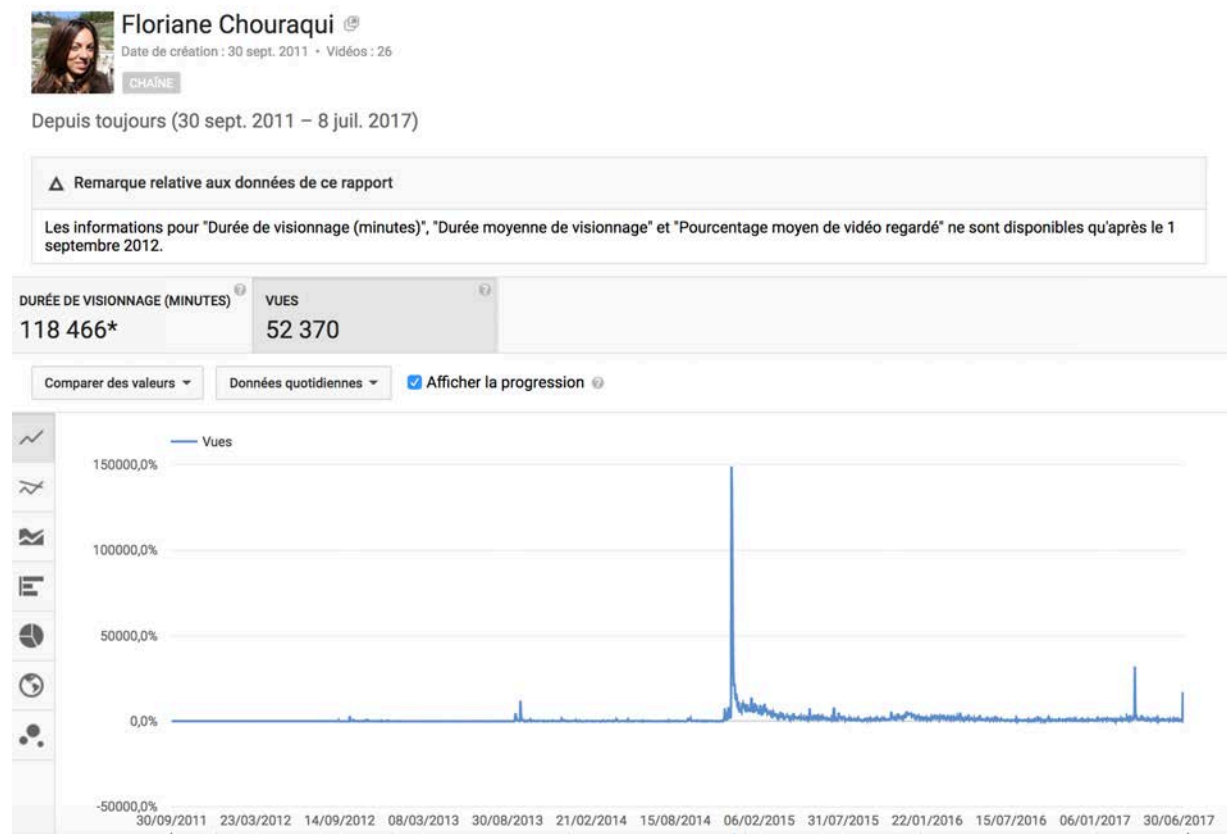 Floriane Chouraqui
Date de création : 30 sept. 2011 • Vidéos : 26
CHAÎNE
Depuis toujours (30 sept. 2011 – 8 juil. 2017)
Remarque relative aux données de ce rapport
Les informations pour "Durée de visionnage (minutes)", "Durée moyenne de visionnage" et "Pourcentage moyen de vidéo regardé" ne sont disponibles qu'après le 1
septembre 2012.
DURÉE DE VISIONNAGE (MINUTES) VUES
118 466* 52 370
Comparer des valeurs Données quotidiennes Afficher la progression
Vues
150000,0%
100000,0%
50000,0%
0,0%
-50000,0%
30/09/2011 23/03/2012 14/09/2012 08/03/2013 30/08/2013 21/02/2014 15/08/2014 06/02/2015 31/07/2015 22/01/2016 15/07/2016 06/01/2017 30/06/2017